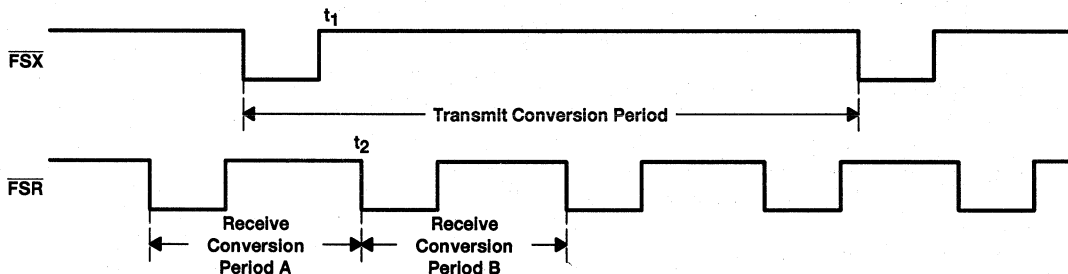 t1
FSX
Transmit Conversion Period
t2
FSR
Receive
Conversion
Period A
Receive
Conversion
Period B